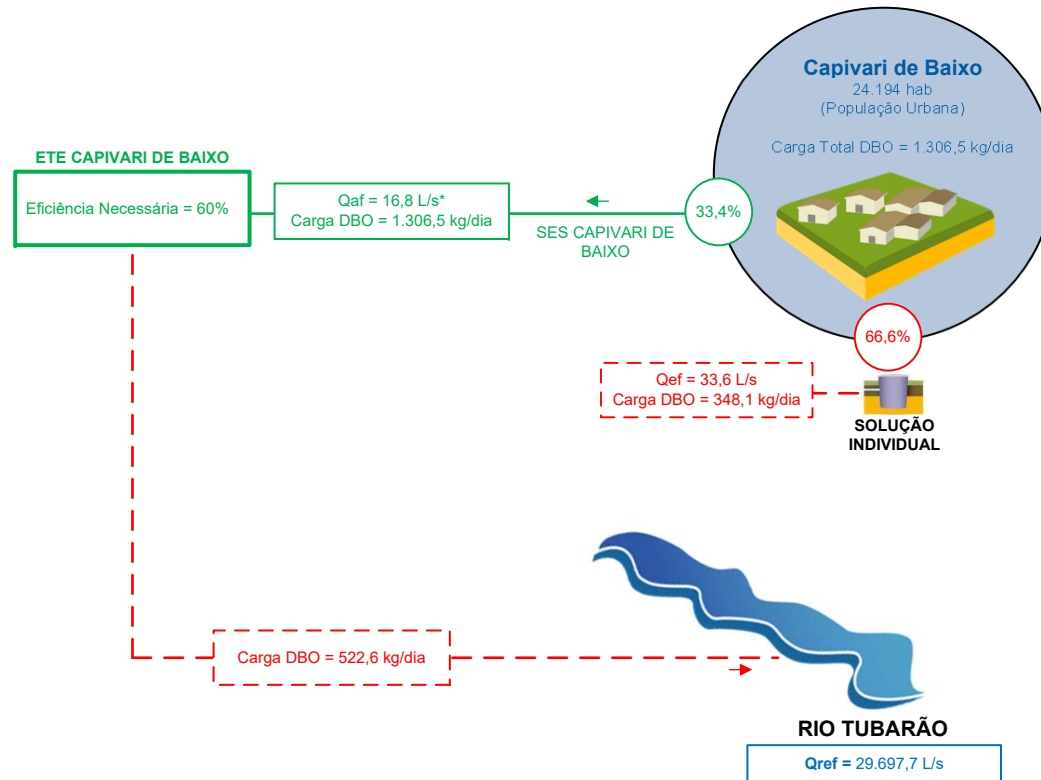 Capivari de Baixo
24.194 hab
(População Urbana)
Carga Total DBO = 1.306,5 kg/dia
ETE CAPIVARI DE BAIXO
Eficiência Necessária = 60%
Qaf = 16,8 L/s*
Carga DBO = 1.306,5 kg/dia
SES CAPIVARI DE
BAIXO
33,4%
66,6%
Qef = 33,6 L/s
Carga DBO = 348,1 kg/dia
SOLUÇÃO
INDIVIDUAL
Carga DBO = 522,6 kg/dia
RIO TUBARÃO
Qref = 29.697,7 L/s